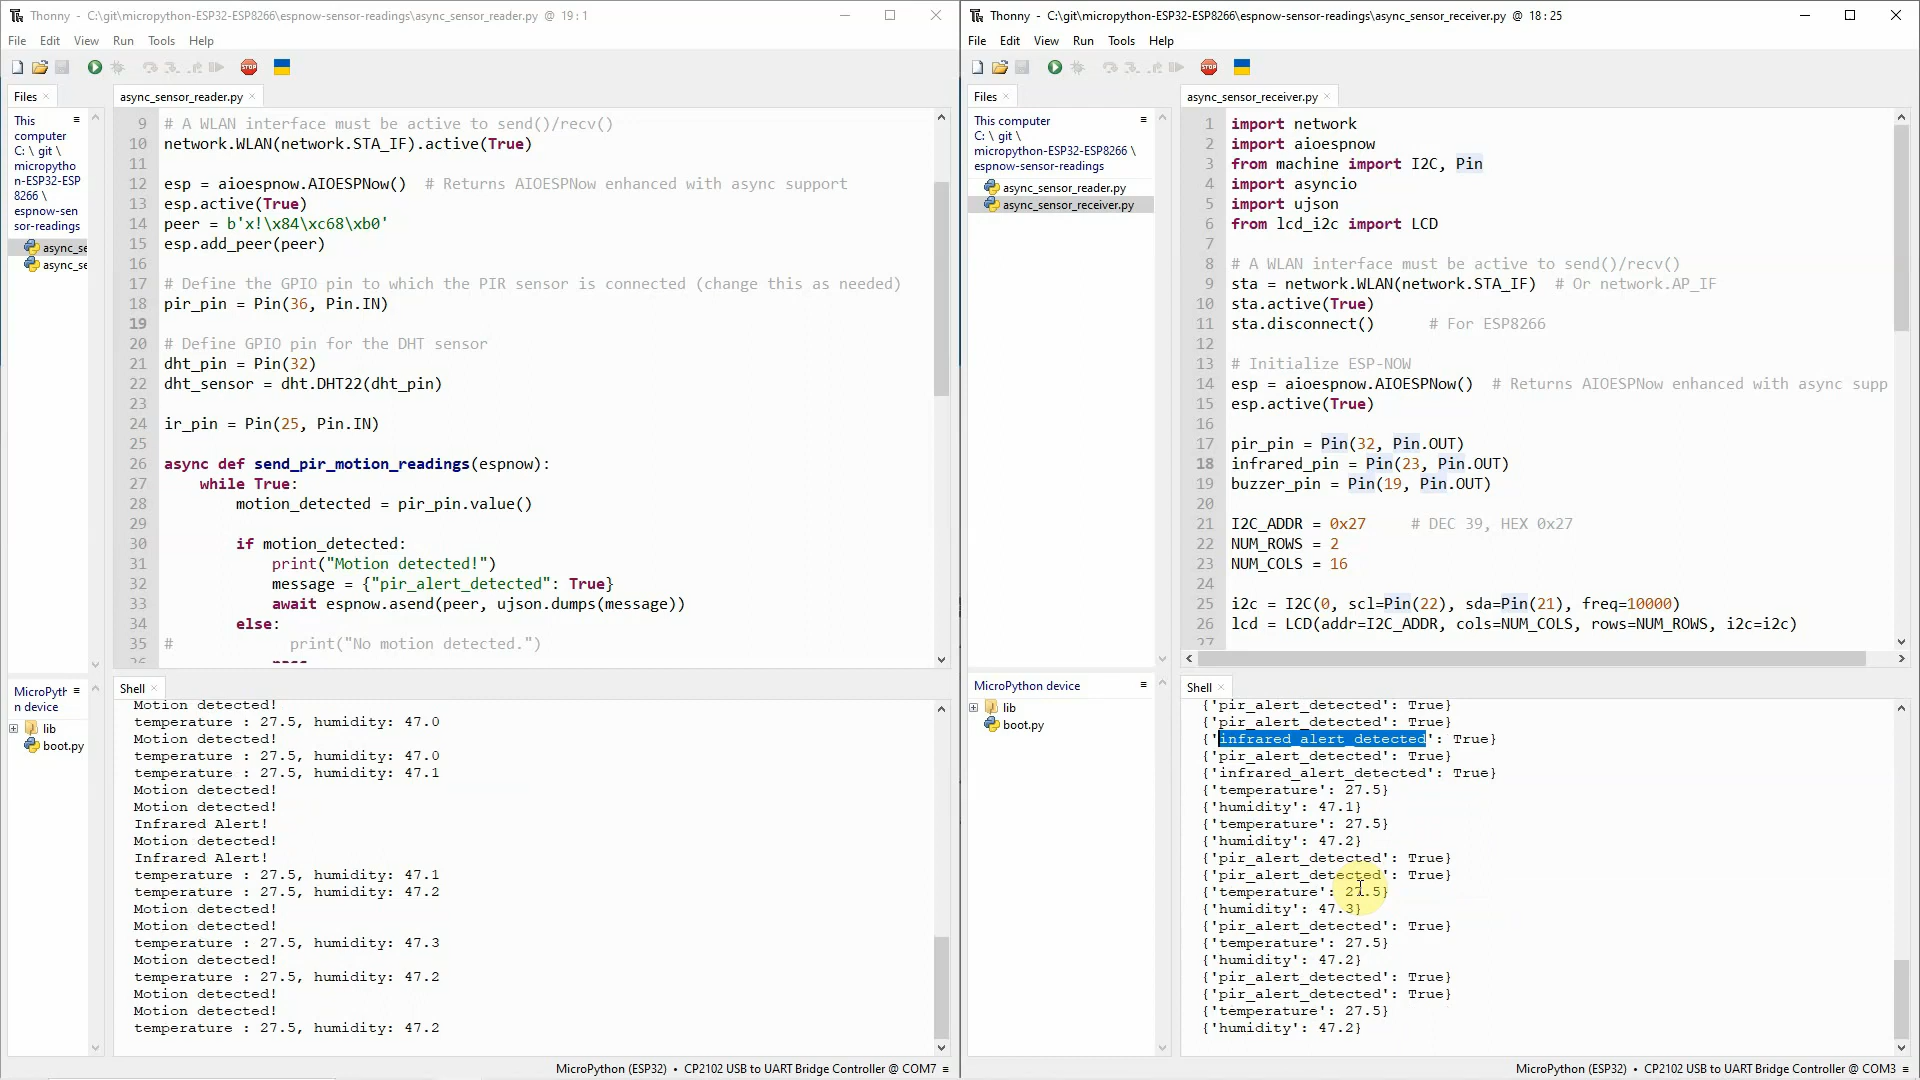 Thonny - C:\git\micropython-ESP32-ESP8266\espnow-sensor-readings\async_sensor_reader.py @ 19:1
File Edit View Run Tools Help
STOP
Files
async_sensor_reader.py
This computer
C: \ git \ micropython-ESP32-ESP8266 \ espnow-sensor-readings
async_se
async_se
9 # A WLAN interface must be active to send()/recv()
10 network.WLAN(network.STA_IF).active(True)
11
12 esp = aioespnow.AIOESPNow()  # Returns AIOESPNow enhanced with async support
13 esp.active(True)
14 peer = b'x!\x84\xc68\xb0'
15 esp.add_peer(peer)
16
17 # Define the GPIO pin to which the PIR sensor is connected (change this as needed)
18 pir_pin = Pin(36, Pin.IN)
19
20 # Define GPIO pin for the DHT sensor
21 dht_pin = Pin(32)
22 dht_sensor = dht.DHT22(dht_pin)
23
24 ir_pin = Pin(25, Pin.IN)
25
26 async def send_pir_motion_readings(espnow):
27 while True:
28 motion_detected = pir_pin.value()
29
30 if motion_detected:
31 print("Motion detected!")
32 message = {"pir_alert_detected": True}
33 await espnow.asend(peer, ujson.dumps(message))
34 else:
35 # print("No motion detected.")
36 pass
MicroPython device
lib
boot.py
Shell
Motion detected!
temperature : 27.5, humidity: 47.0
Motion detected!
temperature : 27.5, humidity: 47.0
temperature : 27.5, humidity: 47.1
Motion detected!
Motion detected!
Infrared Alert!
Motion detected!
Infrared Alert!
temperature : 27.5, humidity: 47.1
temperature : 27.5, humidity: 47.2
Motion detected!
Motion detected!
temperature : 27.5, humidity: 47.3
Motion detected!
temperature : 27.5, humidity: 47.2
Motion detected!
Motion detected!
temperature : 27.5, humidity: 47.2
MicroPython (ESP32) • CP2102 USB to UART Bridge Controller @ COM7 ≡
Thonny - C:\git\micropython-ESP32-ESP8266\espnow-sensor-readings\async_sensor_receiver.py @ 18:25
File Edit View Run Tools Help
STOP
Files
async_sensor_receiver.py
This computer
C: \ git \
micropython-ESP32-ESP8266 \
espnow-sensor-readings
async_sensor_reader.py
async_sensor_receiver.py
1 import network
2 import aioespnow
3 from machine import I2C, Pin
4 import asyncio
5 import ujson
6 from lcd_i2c import LCD
7
8 # A WLAN interface must be active to send()/recv()
9 sta = network.WLAN(network.STA_IF)  # Or network.AP_IF
10 sta.active(True)
11 sta.disconnect()      # For ESP8266
12
13 # Initialize ESP-NOW
14 esp = aioespnow.AIOESPNow()  # Returns AIOESPNow enhanced with async supp
15 esp.active(True)
16
17 pir_pin = Pin(32, Pin.OUT)
18 infrared_pin = Pin(23, Pin.OUT)
19 buzzer_pin = Pin(19, Pin.OUT)
20
21 I2C_ADDR = 0x27     # DEC 39, HEX 0x27
22 NUM_ROWS = 2
23 NUM_COLS = 16
24
25 i2c = I2C(0, scl=Pin(22), sda=Pin(21), freq=10000)
26 lcd = LCD(addr=I2C_ADDR, cols=NUM_COLS, rows=NUM_ROWS, i2c=i2c)
27
MicroPython device
lib
boot.py
Shell
{'pir_alert_detected': True}
{'pir_alert_detected': True}
{'infrared_alert_detected': True}
{'pir_alert_detected': True}
{'infrared_alert_detected': True}
{'temperature': 27.5}
{'humidity': 47.1}
{'temperature': 27.5}
{'humidity': 47.2}
{'pir_alert_detected': True}
{'pir_alert_detected': True}
{'temperature': 27.5}
{'humidity': 47.3}
{'pir_alert_detected': True}
{'temperature': 27.5}
{'humidity': 47.2}
{'pir_alert_detected': True}
{'pir_alert_detected': True}
{'temperature': 27.5}
{'humidity': 47.2}
MicroPython (ESP32) • CP2102 USB to UART Bridge Controller @ COM3 ≡